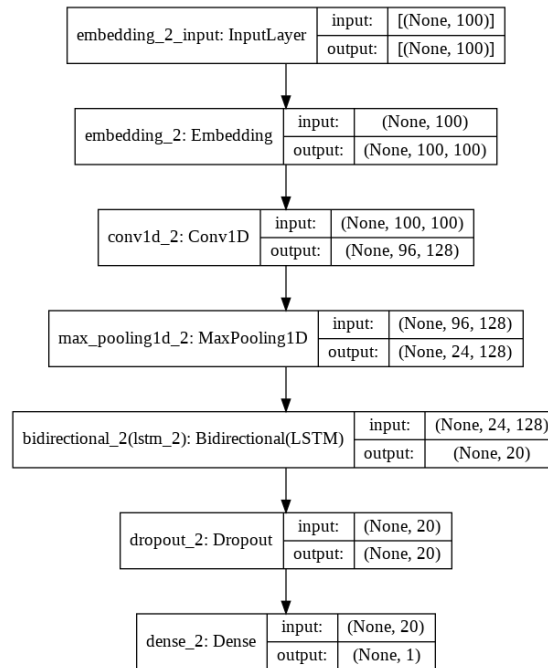 embedding_2_input: InputLayer
input: [(None, 100)]
output: [(None, 100)]
embedding_2: Embedding
input: (None, 100)
output: (None, 100, 100)
conv1d_2: Conv1D
input: (None, 100, 100)
output: (None, 96, 128)
max_pooling1d_2: MaxPooling1D
input: (None, 96, 128)
output: (None, 24, 128)
bidirectional_2(lstm_2): Bidirectional(LSTM)
input: (None, 24, 128)
output: (None, 20)
dropout_2: Dropout
input: (None, 20)
output: (None, 20)
dense_2: Dense
input: (None, 20)
output: (None, 1)